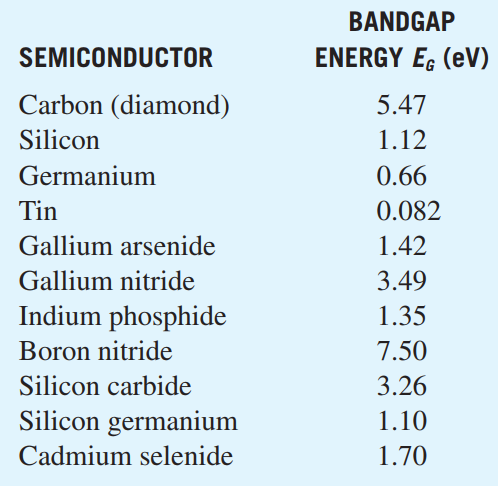 BANDGAP
SEMICONDUCTOR ENERGY E_G (eV)
Carbon (diamond) 5.47
Silicon 1.12
Germanium 0.66
Tin 0.082
Gallium arsenide 1.42
Gallium nitride 3.49
Indium phosphide 1.35
Boron nitride 7.50
Silicon carbide 3.26
Silicon germanium 1.10
Cadmium selenide 1.70